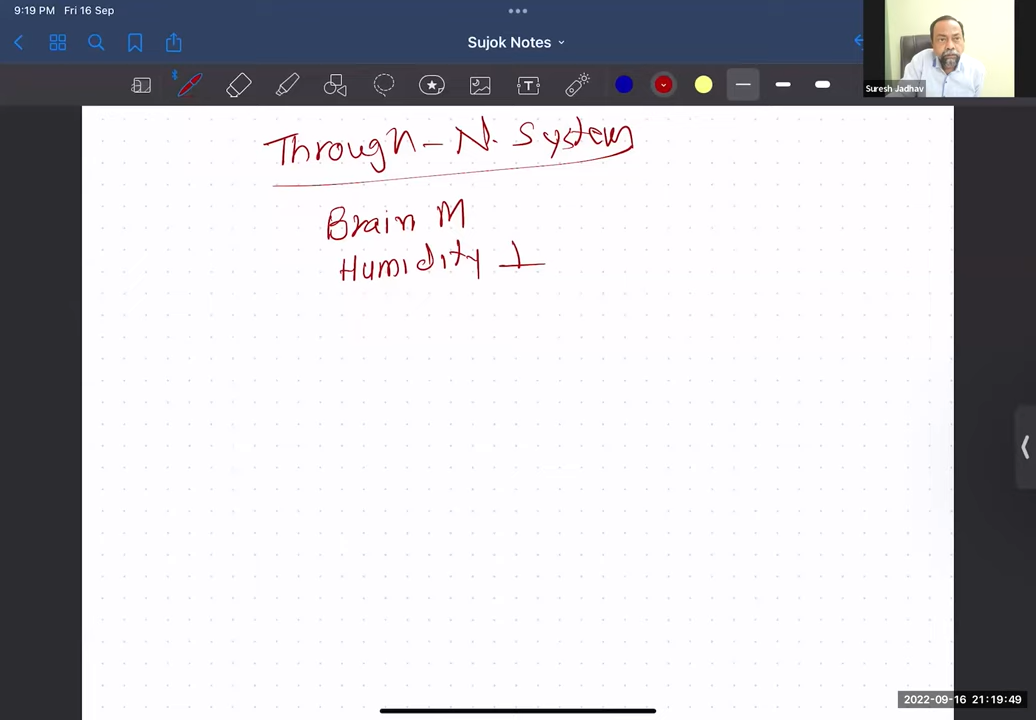 9:19 PM Fri 16 Sep
Sujok Notes
Suresh Jadhav
Through - N. System
Brain M
Humidity ⊥
2022-09-16 21:19:49